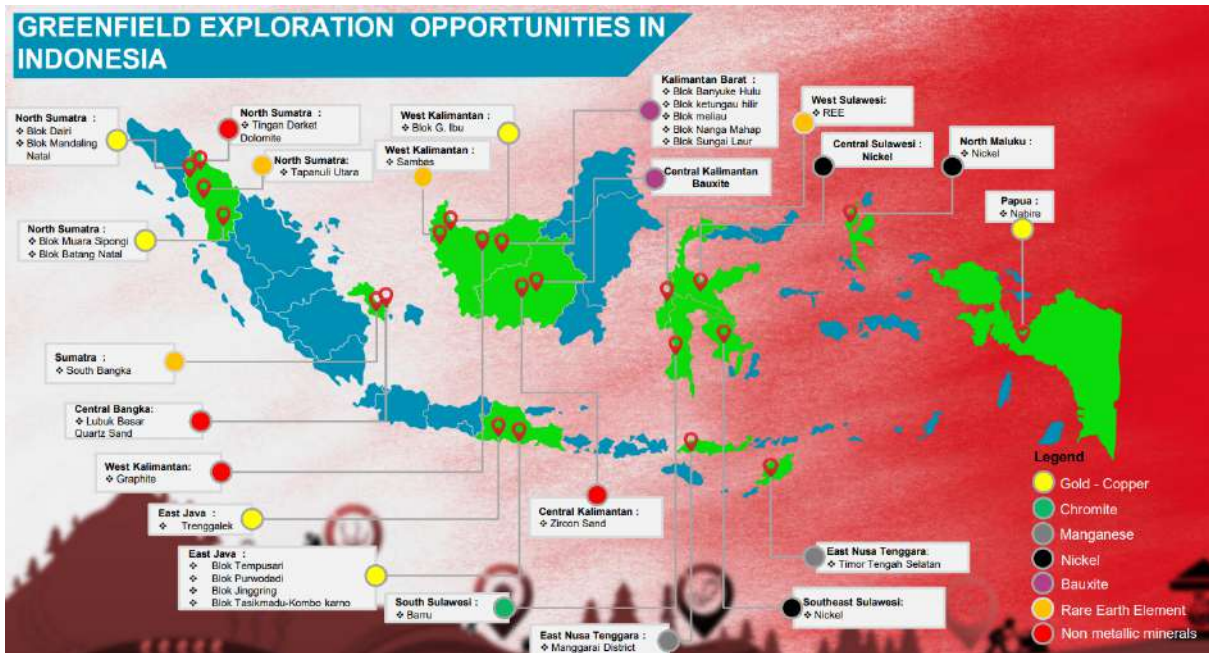 GREENFIELD EXPLORATION OPPORTUNITIES IN
INDONESIA
North Sumatra :
❖ Blok Dairi
❖ Blok Mandaling
Natal
North Sumatra :
❖ Tingan Derket
Dolomite
North Sumatra:
❖ Tapanuli Utara
North Sumatra :
❖ Blok Muara Sipongi
❖ Blok Batang Natal
West Kalimantan :
❖ Blok G. Ibu
West Kalimantan :
❖ Sambas
Kalimantan Barat :
❖ Blok Banyuke Hulu
❖ Blok ketungau hilir
❖ Blok meliau
❖ Blok Nanga Mahap
❖ Blok Sungai Laur
Central Kalimantan
Bauxite
West Sulawesi:
❖ REE
Central Sulawesi :
Nickel
North Maluku :
❖ Nickel
Papua :
❖ Nabire
Sumatra :
❖ South Bangka
Central Bangka:
❖ Lubuk Besar
Quartz Sand
West Kalimantan:
❖ Graphite
East Java :
❖ Trenggalek
East Java :
❖ Blok Tempusari
❖ Blok Purwodadi
❖ Blok Jinggring
❖ Blok Tasikmadu-Kombo karno
Central Kalimantan :
❖ Zircon Sand
South Sulawesi :
❖ Barru
East Nusa Tenggara :
❖ Manggarai District
East Nusa Tenggara:
❖ Timor Tengah Selatan
Southeast Sulawesi:
❖ Nickel
Legend
Gold - Copper
Chromite
Manganese
Nickel
Bauxite
Rare Earth Element
Non metallic minerals